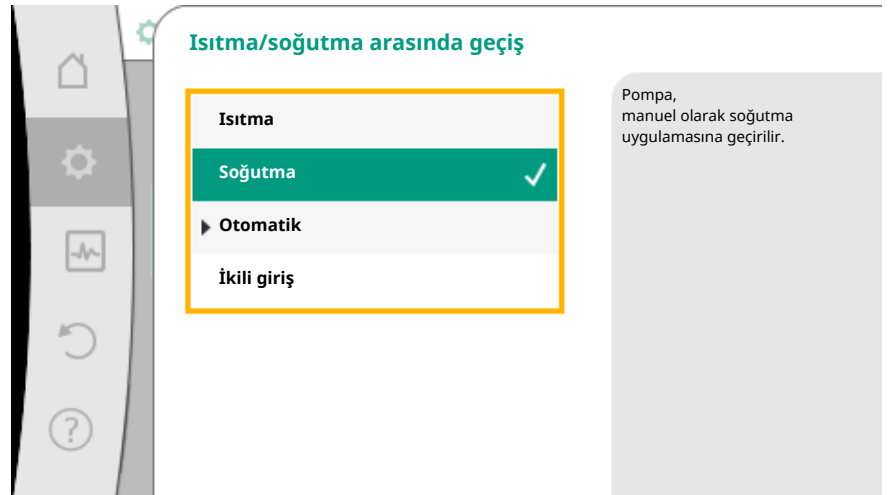 Isıtma/soğutma arasında geçiş
Isıtma
Soğutma
Otomatik
İkili giriş
Pompa,
manuel olarak soğutma
uygulamasına geçirilir.